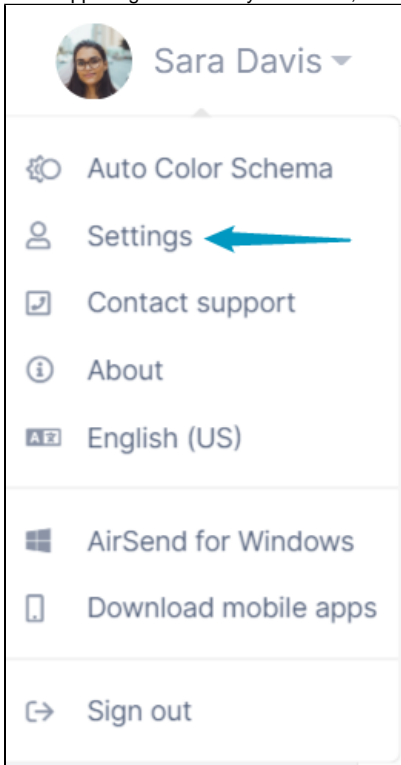 Sara Davis
Auto Color Schema
Settings
Contact support
About
English (US)
AirSend for Windows
Download mobile apps
Sign out